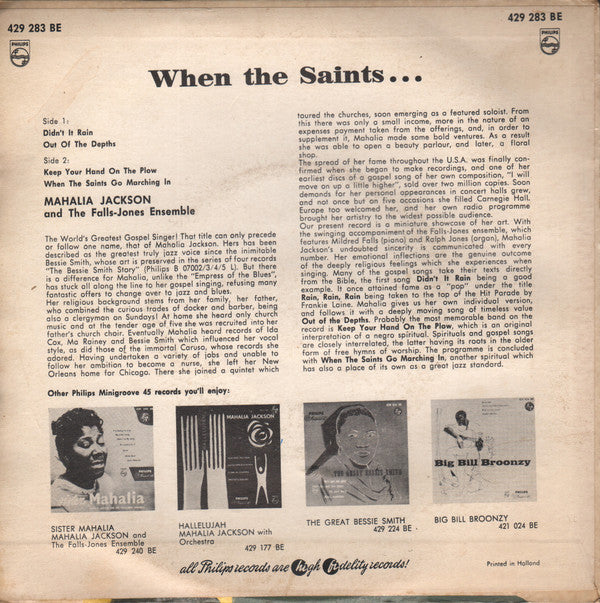 429 283 BE
429 283 BE
PHILIPS
PHILIPS
When the Saints...
Side 1:
Didn't It Rain
Out Of The Depths
Side 2:
Keep Your Hand On The Plow
When The Saints Go Marching In
MAHALIA JACKSON
and The Falls-Jones Ensemble
The World's Greatest Gospel Singer! That title can only precede
or follow one name, that of Mahalia Jackson. Hers has been
described as the greatest truly jazz voice since the inimitable
Bessie Smith, whose art is preserved in the series of four records
"The Bessie Smith Story" (Philips B 07002/3/4/5 L). But there
is a difference for Mahalia, unlike the "Empress of the Blues",
has stuck all along the line to her gospel singing, refusing many
fantastic offers to change over to jazz and blues.
Her religious background stems from her family, her father,
who combined the curious trades of docker and barber, being
also a clergyman on Sundays! At home she heard only church
music and at the tender age of five she was recruited into her
father's church choir. Eventually Mahalia heard records of Ida
Cox, Ma Rainey and Bessie Smith which influenced her vocal
style, as did those of the immortal Caruso, whose records she
adored. Having undertaken a variety of jobs and unable to
follow her ambition to become a nurse, she left her New
Orleans home for Chicago. There she joined a quintet which
toured the churches, soon emerging as a featured soloist. From
this there was only a small income, more in the nature of an
expenses payment taken from the offerings, and, in order to
supplement it, Mahalia made some bold ventures. As a result
she was able to open a beauty parlour, and, later, a floral
shop.
The spread of her fame throughout the U.S.A. was finally con-
firmed when she began to make recordings, and one of her
earliest discs of a gospel song of her own composition, "I will
move on up a little higher", sold over two million copies. Soon
demands for her personal appearances in concert halls grew,
and not once but on five occasions she filled Carnegie Hall.
Europe too welcomed her, and her own radio programme
brought her artistry to the widest possible audience.
Our present record is a miniature showcase of her art. With
the swinging accompaniment of the Falls-Jones ensemble, which
features Mildred Falls (piano) and Ralph Jones (organ), Mahalia
Jackson's undoubted sincerity is communicated with every
number. Her emotional inflections are the genuine outcome
of the deeply religious feelings which she experiences when
singing. Many of the gospel songs take their texts directly
from the Bible, the first song Didn't It Rain being a good
example. It once attained fame as a "pop" under the title
Rain, Rain, Rain being taken to the top of the Hit Parade by
Frankie Laine. Mahalia gives us her own individual version,
and follows it with a deeply moving song of timeless value
Out of the Depths. Probably the most memorable band on the
record is Keep Your Hand On The Plow, which is an original
interpretation of a negro spiritual. Spirituals and gospel songs
are closely interrelated, the latter having its roots in the older
form of free hymns of worship. The programme is concluded
with When The Saints Go Marching In, another spiritual which
has also a place of its own as a great jazz standard.
Other Philips Minigroove 45 records you'll enjoy:
Mahalia
MAHALIA JACKSON
THE GREAT BESSIE SMITH
Big Bill Broonzy
SISTER MAHALIA
MAHALIA JACKSON and
The Falls-Jones Ensemble
429 240 BE
HALLELUJAH
MAHALIA JACKSON with
Orchestra
429 177 BE
THE GREAT BESSIE SMITH
429 224 BE
BIG BILL BROONZY
421 024 BE
all Philips records are high fidelity records!
Printed in Holland